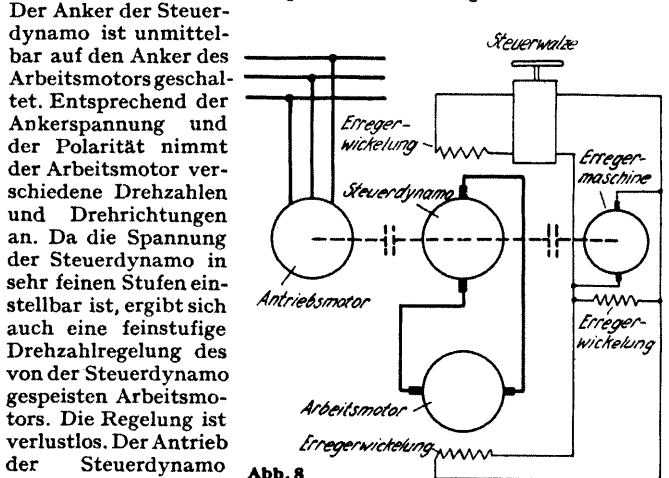 Der Anker der Steuer-
dynamo ist unmittel-
bar auf den Anker des
Arbeitsmotors geschal-
tet. Entsprechend der
Ankerspannung und
der Polarität nimmt
der Arbeitsmotor ver-
schiedene Drehzahlen
und Drehrichtungen
an. Da die Spannung
der Steuerdynamo in
sehr feinen Stufen ein-
stellbar ist, ergibt sich
auch eine feinstufige
Drehzahlregelung des
von der Steuerdynamo
gespeisten Arbeitsmo-
tors. Die Regelung ist
verlustlos. Der Antrieb
der Steuerdynamo
Steuerwalze
Erreger-
wickelung
Erreger-
maschine
Steuerdynamo
Antriebsmotor
Erreger-
wickelung
Arbeitsmotor
Erregerwickelung
Abb. 8